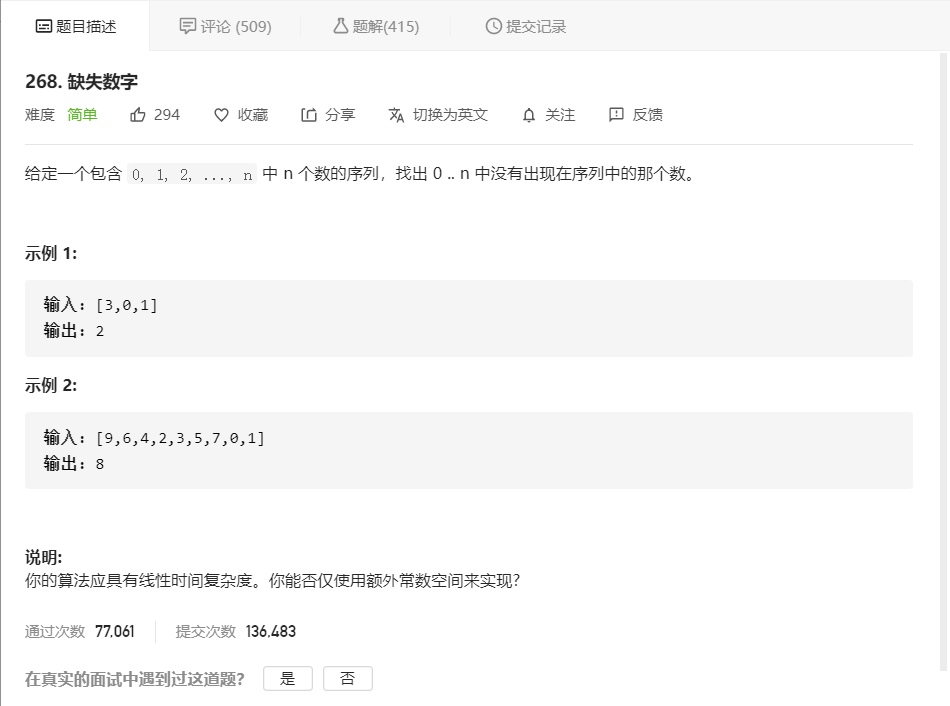 题目描述 评论 (509) 题解(415) 提交记录
268. 缺失数字
难度 简单 294 收藏 分享 切换为英文 关注 反馈
给定一个包含 0, 1, 2, ..., n 中 n 个数的序列，找出 0 .. n 中没有出现在序列中的那个数。
示例 1:
输入: [3,0,1]
输出: 2
示例 2:
输入: [9,6,4,2,3,5,7,0,1]
输出: 8
说明:
你的算法应具有线性时间复杂度。你能否仅使用额外常数空间来实现?
通过次数 77,061 提交次数 136,483
在真实的面试中遇到过这道题? 是 否